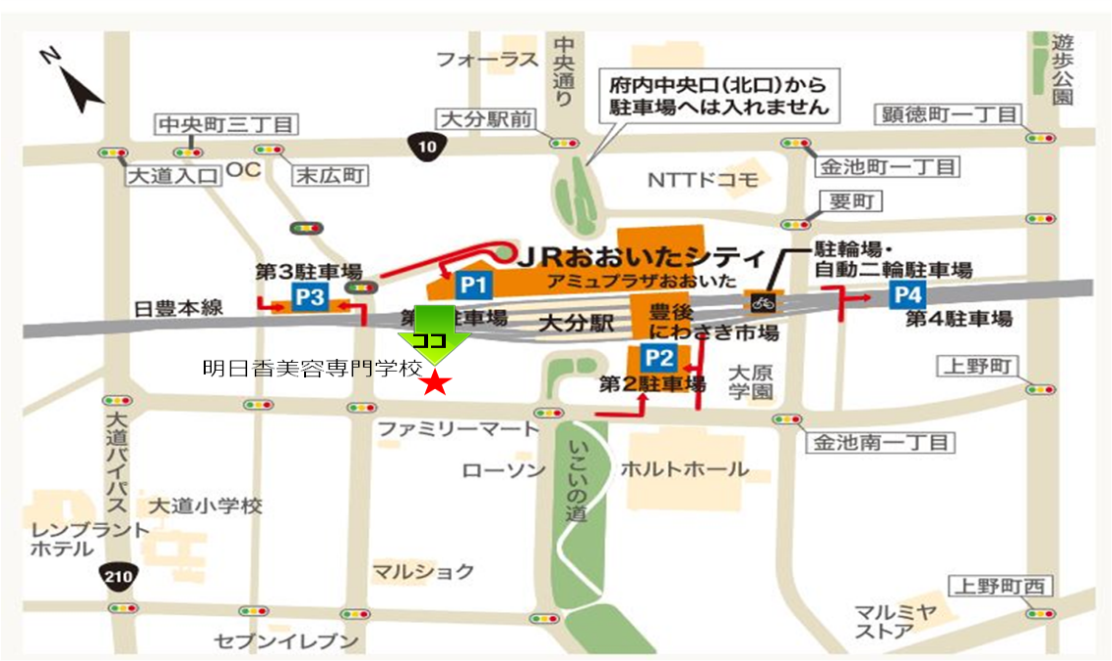 N
フォーラス
中央通り
府内中央口(北口)から
駐車場へは入れません
遊歩公園
中央町三丁目
大分駅前
顕徳町一丁目
10
大道入口
OC
末広町
NTTドコモ
金池町一丁目
要町
第3駐車場
JRおおいたシティ
アミュプラザおおいた
駐輪場・
自動二輪駐車場
P3
P1
P4
日豊本線
第
駐車場
大分駅
豊後
にわさき市場
第4駐車場
ココ
明日香美容専門学校
P2
第2駐車場
大原
学園
上野町
大道バイパス
ファミリーマート
金池南一丁目
ローソン
いこいの道
ホルトホール
大道小学校
レンブラント
ホテル
210
マルショク
上野町西
マルミヤ
ストア
セブンイレブン